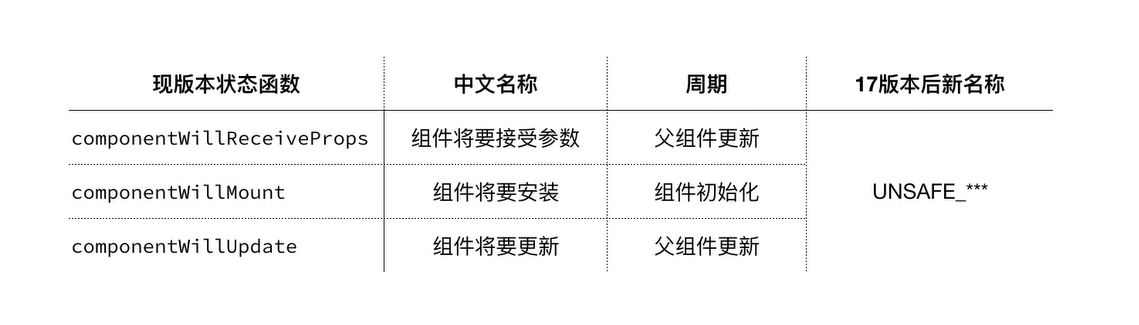 现版本状态函数 中文名称 周期 17版本后新名称
componentWillReceiveProps 组件将要接受参数 父组件更新
componentWillMount 组件将要安装 组件初始化 UNSAFE_***
componentWillUpdate 组件将要更新 父组件更新